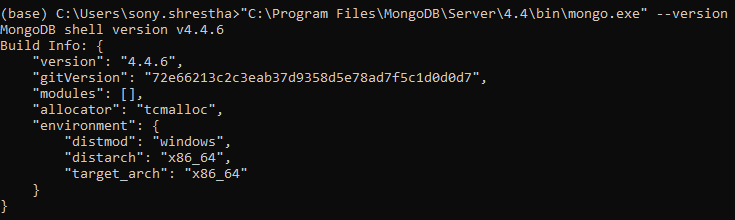 (base) C:\Users\sony.shrestha>"C:\Program Files\MongoDB\Server\4.4\bin\mongo.exe" --version
MongoDB shell version v4.4.6
Build Info: {
    "version": "4.4.6",
    "gitVersion": "72e66213c2c3eab37d9358d5e78ad7f5c1d0d0d7",
    "modules": [],
    "allocator": "tcmalloc",
    "environment": {
        "distmod": "windows",
        "distarch": "x86_64",
        "target_arch": "x86_64"
    }
}